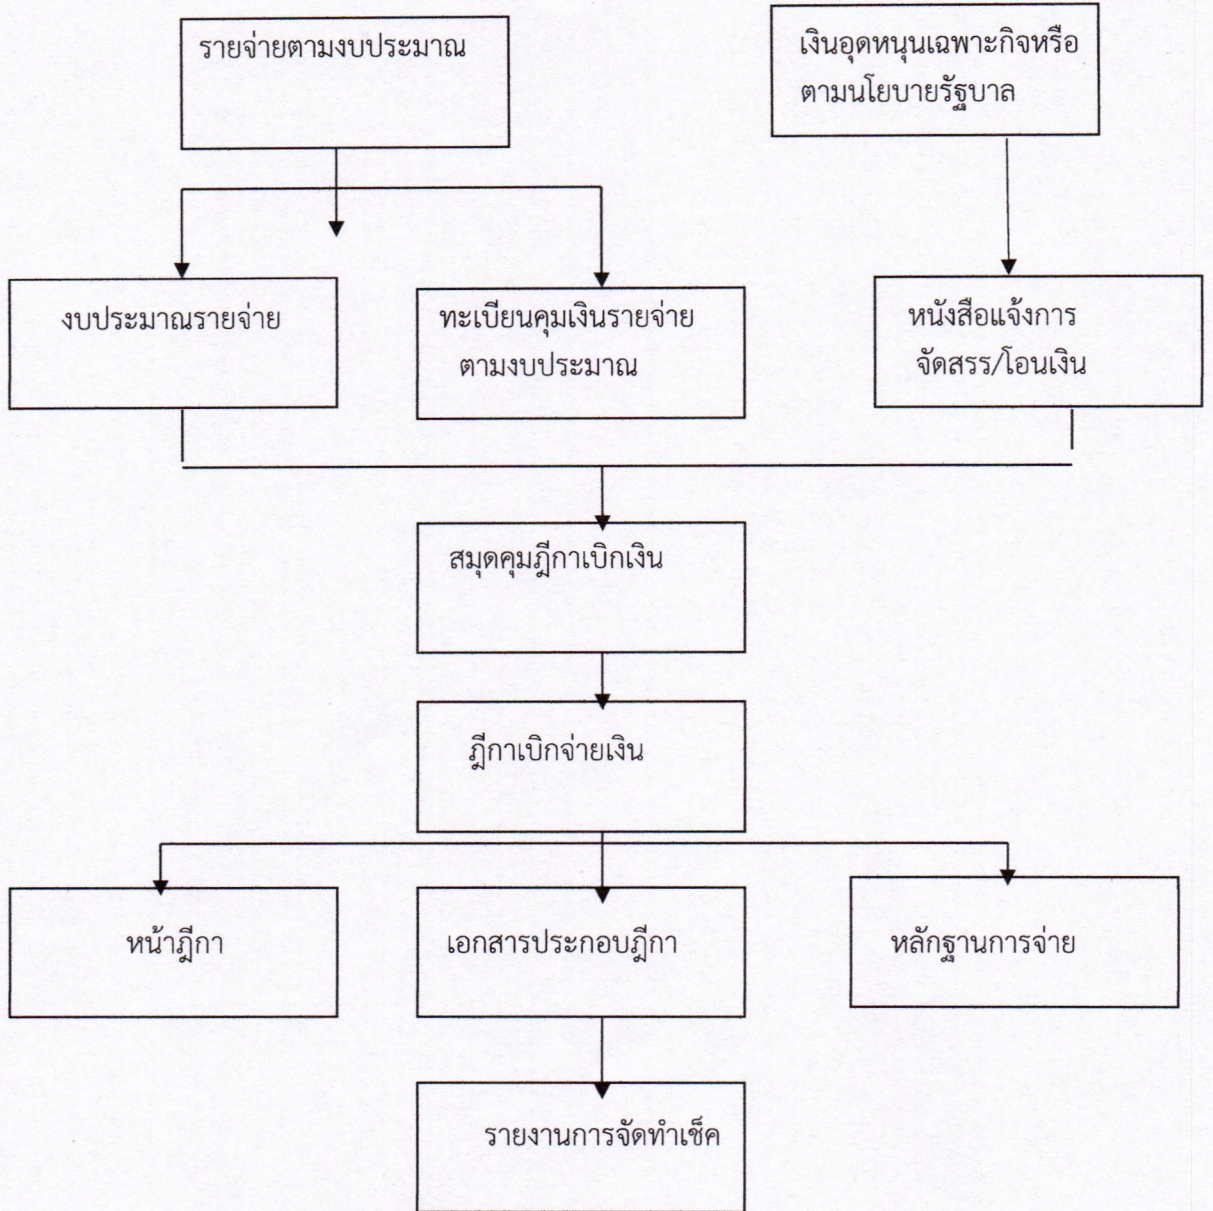 รายจ่ายตามงบประมาณ
เงินอุดหนุนเฉพาะกิจหรือ
ตามนโยบายรัฐบาล
งบประมาณรายจ่าย
ทะเบียนคุมเงินรายจ่าย
ตามงบประมาณ
หนังสือแจ้งการ
จัดสรร/โอนเงิน
สมุดคุมฎีกาเบิกเงิน
ฎีกาเบิกจ่ายเงิน
หน้าฎีกา
เอกสารประกอบฎีกา
หลักฐานการจ่าย
รายงานการจัดทำเช็ค